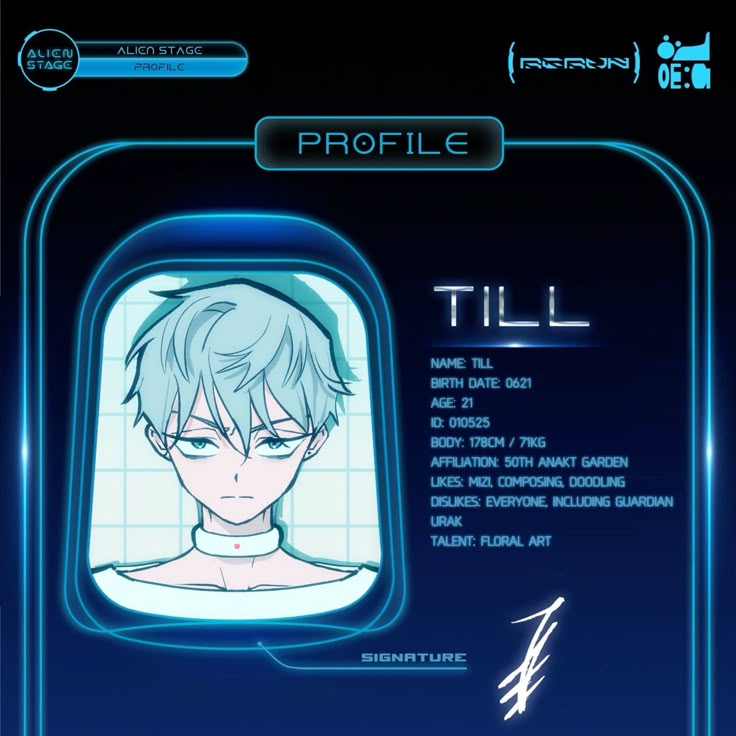 ALIEN STAGE
ALIEN STAGE
PROFILE
RERUN
PROFILE
TILL
NAME: TILL
BIRTH DATE: 0621
AGE: 21
ID: 010525
BODY: 178CM / 71KG
AFFILIATION: 50TH ANAKT GARDEN
LIKES: MIZI, COMPOSING, DOODLING
DISLIKES: EVERYONE, INCLUDING GUARDIAN
URAK
TALENT: FLORAL ART
SIGNATURE